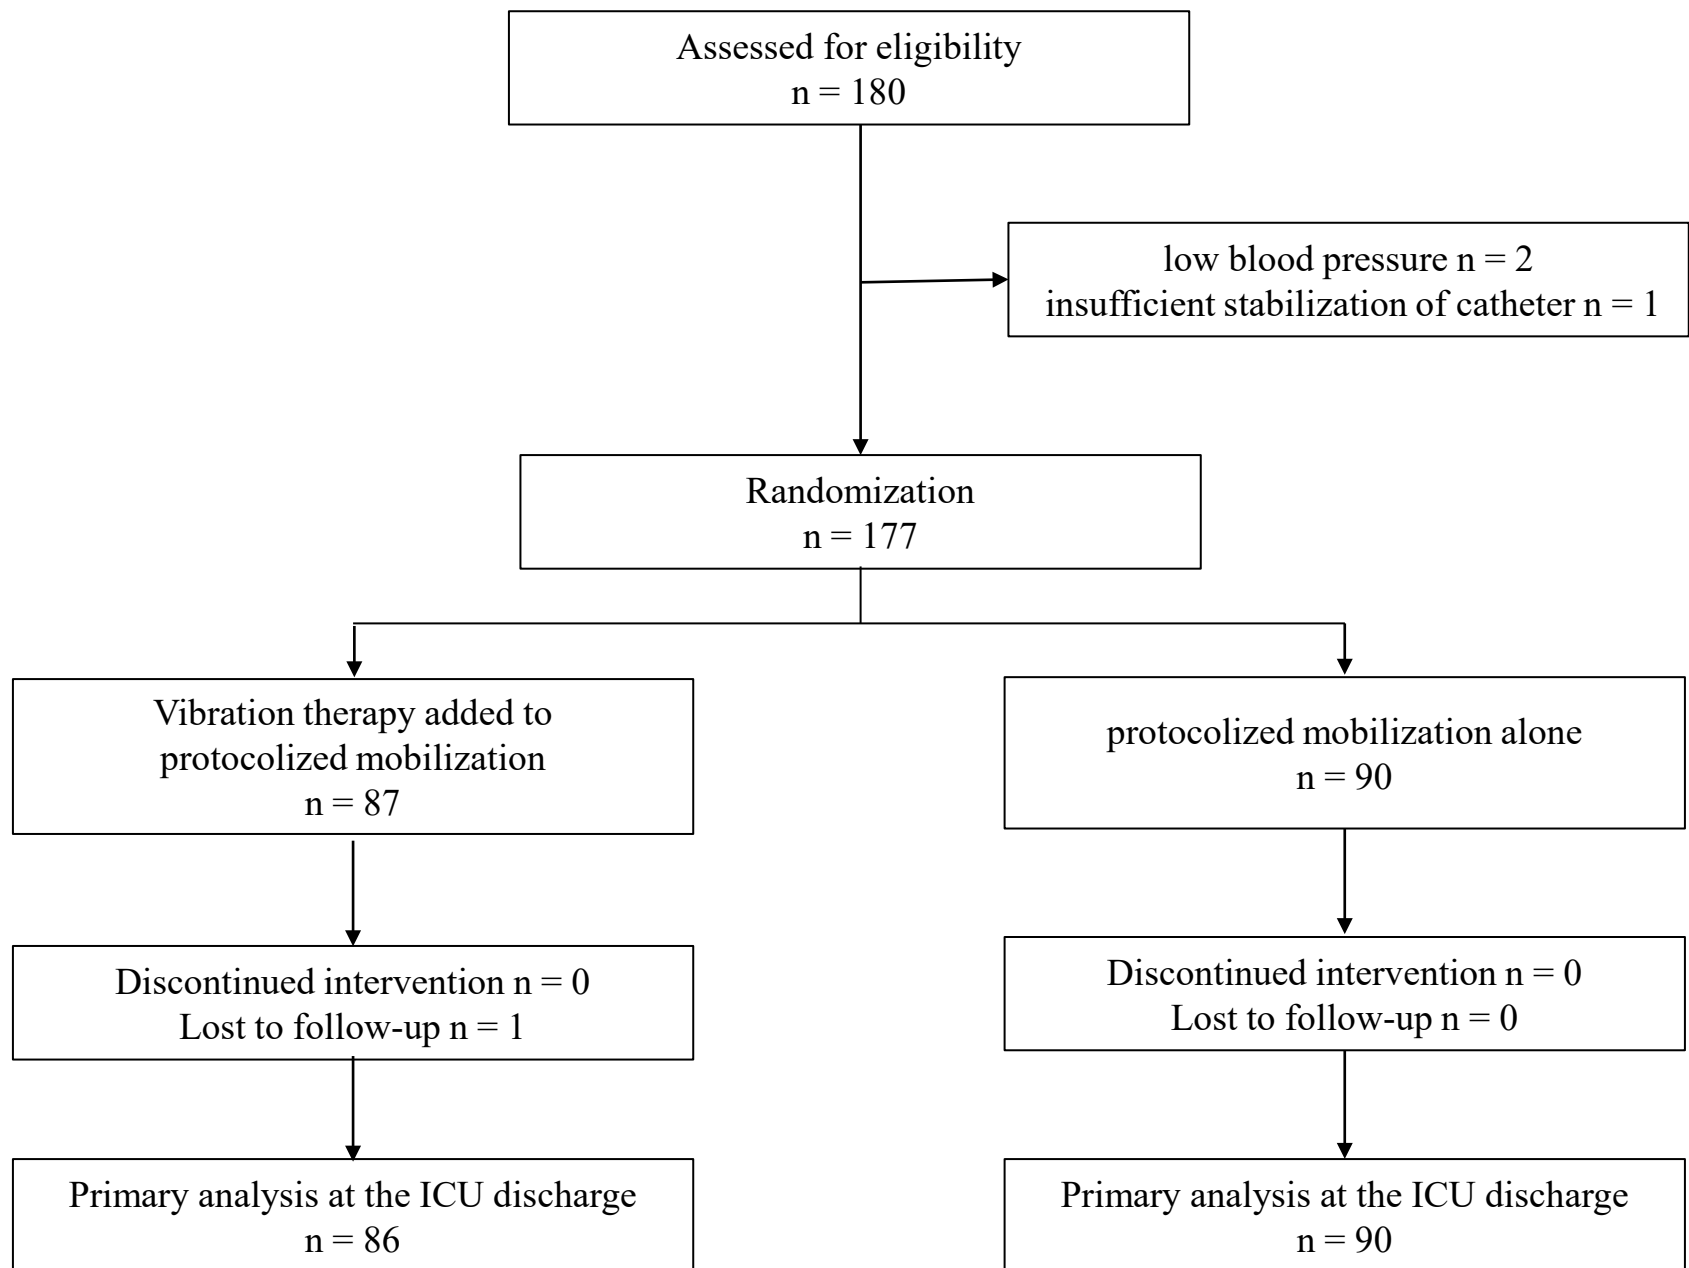 Assessed for eligibility
n = 180
low blood pressure n = 2
insufficient stabilization of catheter n = 1
Randomization
n = 177
Vibration therapy added to
protocolized mobilization
n = 87
protocolized mobilization alone
n = 90
Discontinued intervention n = 0
Lost to follow-up n = 1
Discontinued intervention n = 0
Lost to follow-up n = 0
Primary analysis at the ICU discharge
n = 86
Primary analysis at the ICU discharge
n = 90